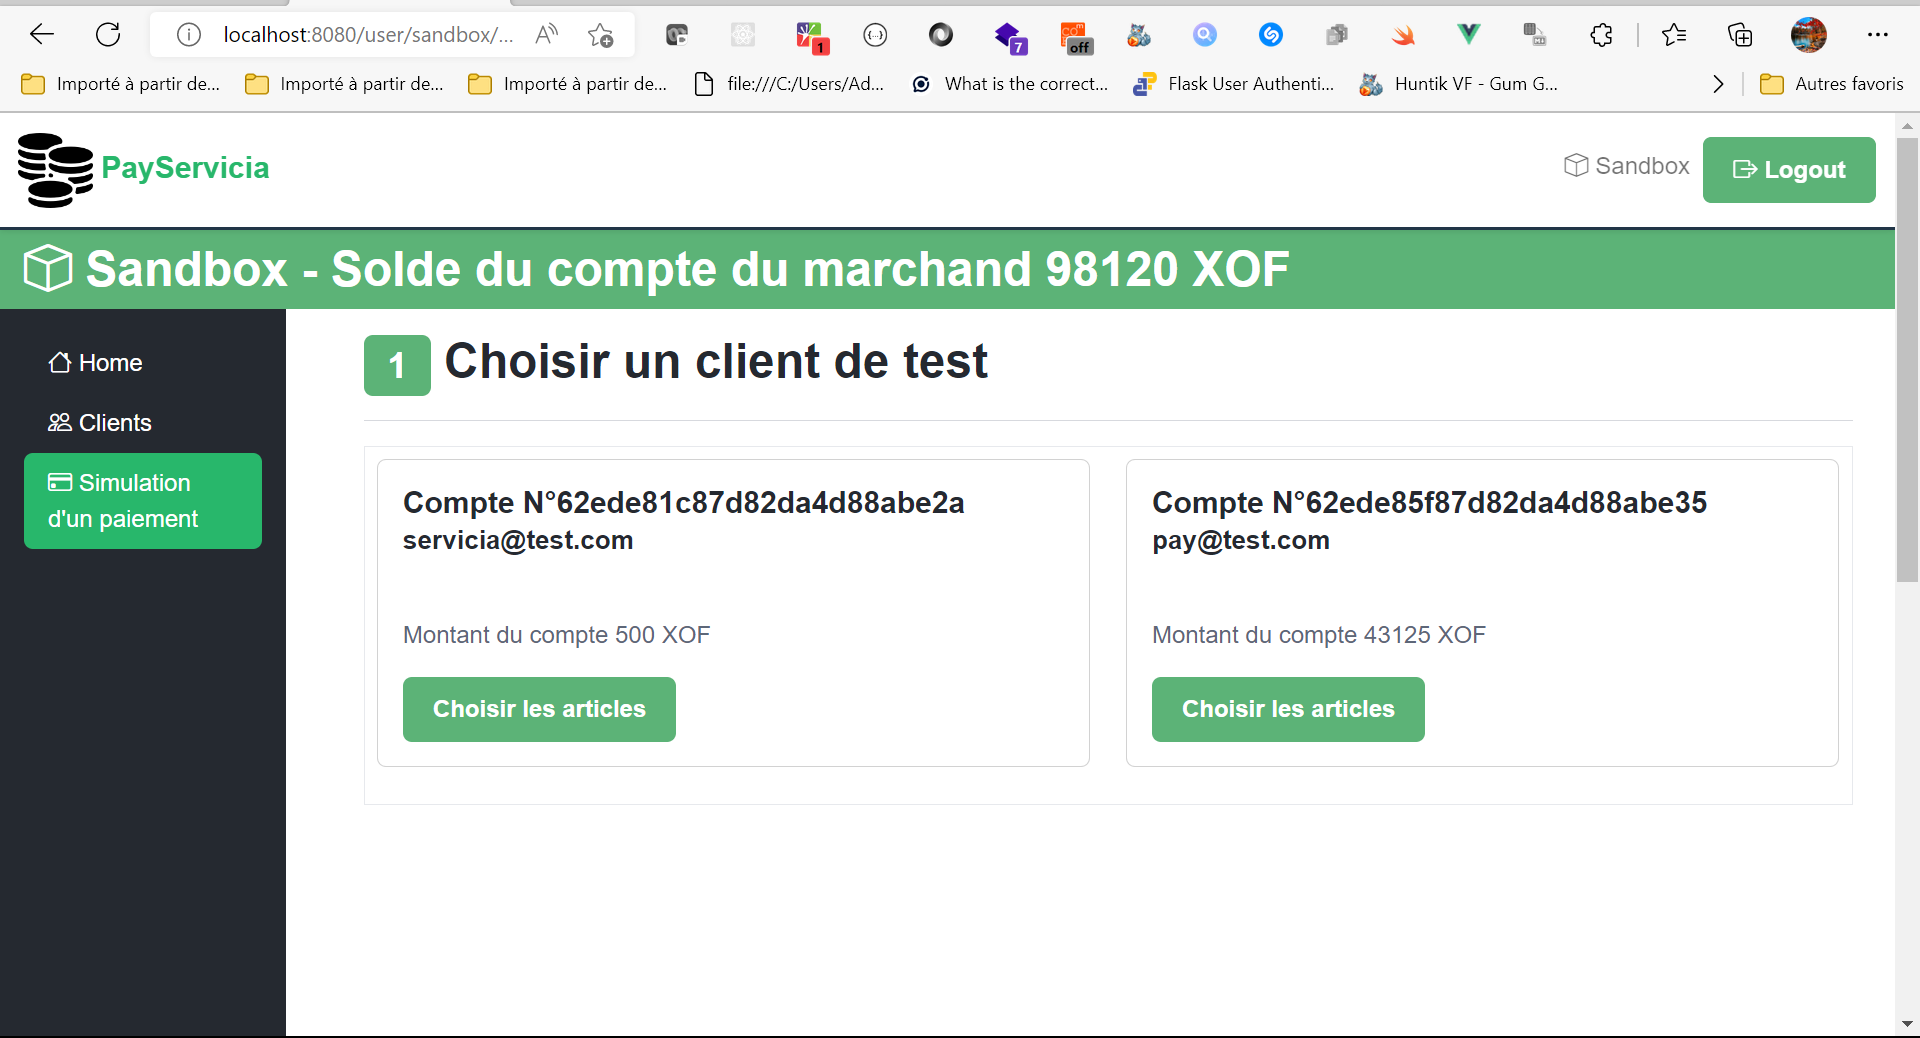 localhost:8080/user/sandbox/...
1
7
off
Importé à partir de...
Importé à partir de...
Importé à partir de...
file:///C:/Users/Ad...
What is the correct...
Flask User Authenti...
Huntik VF - Gum G...
Autres favoris
PayServicia
Sandbox
Logout
Sandbox - Solde du compte du marchand 98120 XOF
Home
Clients
Simulation
d'un paiement
1 Choisir un client de test
Compte N°62ede81c87d82da4d88abe2a
servicia@test.com
Montant du compte 500 XOF
Choisir les articles
Compte N°62ede85f87d82da4d88abe35
pay@test.com
Montant du compte 43125 XOF
Choisir les articles